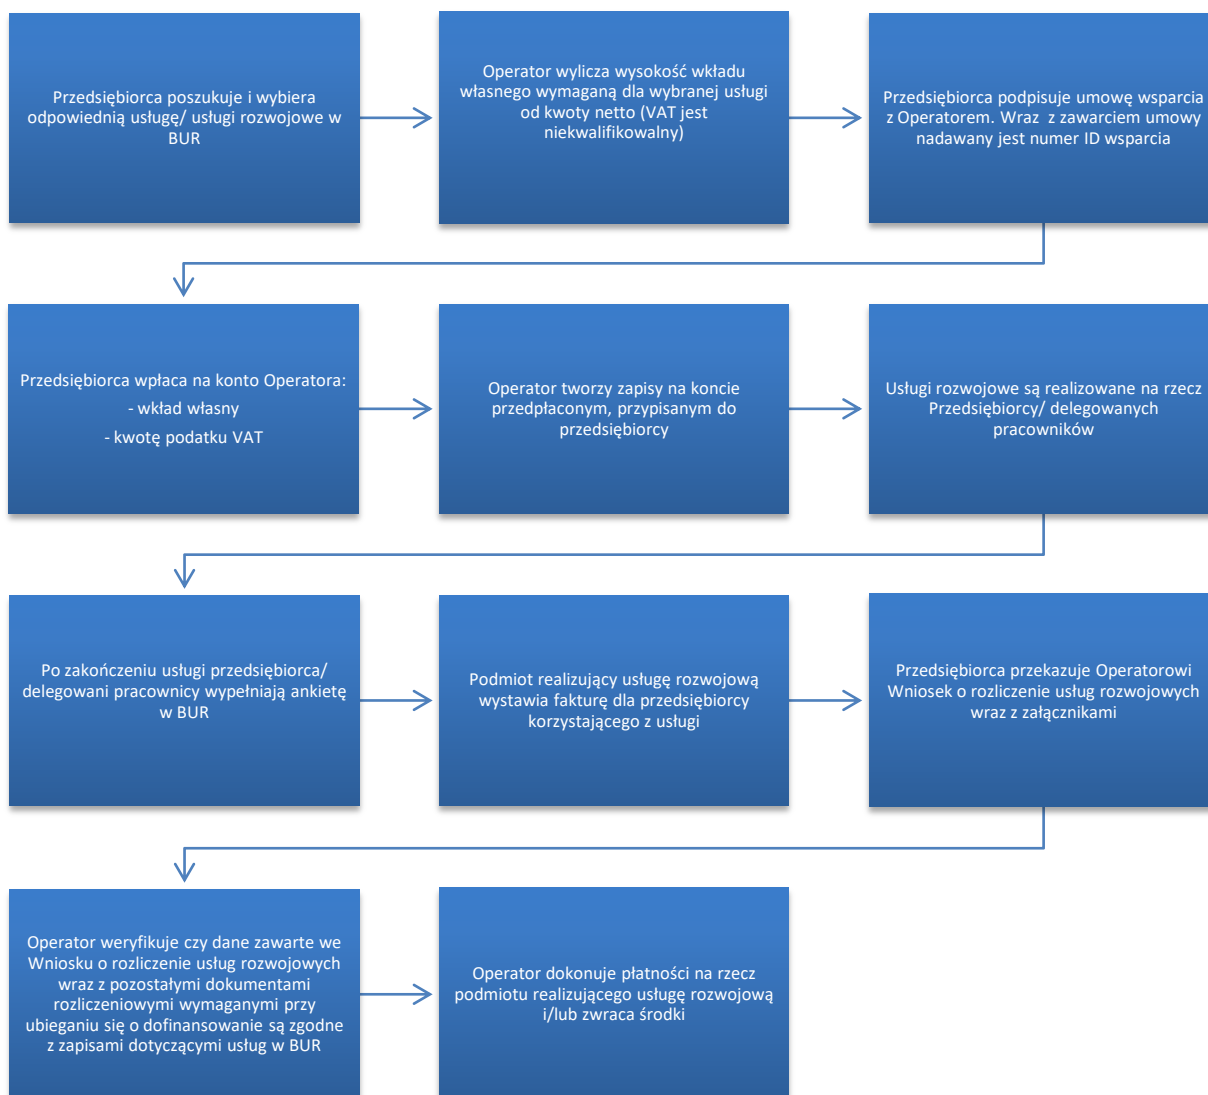 Przedsiębiorca poszukuje i wybiera
odpowiednią usługę/ usługi rozwojowe w
BUR
Operator wylicza wysokość wkładu
własnego wymaganą dla wybranej usługi
od kwoty netto (VAT jest
niekwalifikowalny)
Przedsiębiorca podpisuje umowę wsparcia
z Operatorem. Wraz z zawarciem umowy
nadawany jest numer ID wsparcia
Przedsiębiorca wpłaca na konto Operatora:
- wkład własny
- kwotę podatku VAT
Operator tworzy zapisy na koncie
przedpłaconym, przypisanym do
przedsiębiorcy
Usługi rozwojowe są realizowane na rzecz
Przedsiębiorcy/ delegowanych
pracowników
Po zakończeniu usługi przedsiębiorca/
delegowani pracownicy wypełniają ankietę
w BUR
Podmiot realizujący usługę rozwojową
wystawia fakturę dla przedsiębiorcy
korzystającego z usługi
Przedsiębiorca przekazuje Operatorowi
Wniosek o rozliczenie usług rozwojowych
wraz z załącznikami
Operator weryfikuje czy dane zawarte we
Wniosku o rozliczenie usług rozwojowych
wraz z pozostałymi dokumentami
rozliczeniowymi wymaganymi przy
ubieganiu się o dofinansowanie są zgodne
z zapisami dotyczącymi usług w BUR
Operator dokonuje płatności na rzecz
podmiotu realizującego usługę rozwojową
i/lub zwraca środki